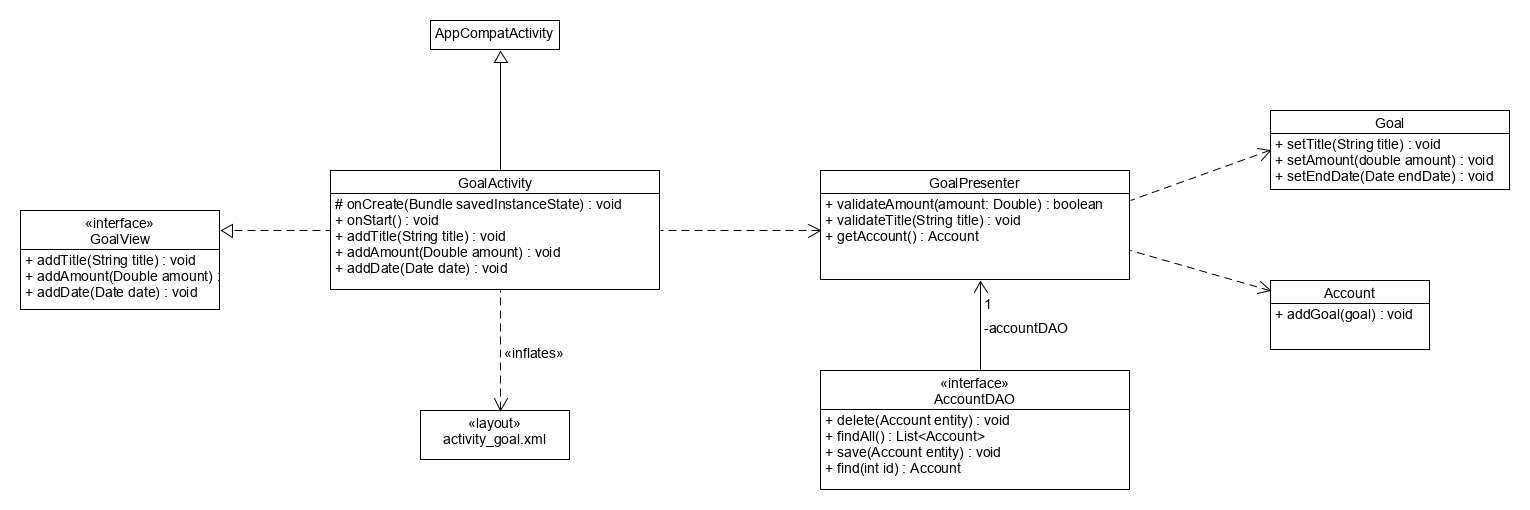 AppCompatActivity
GoalActivity
# onCreate(Bundle savedInstanceState) : void
+ onStart() : void
+ addTitle(String title) : void
+ addAmount(Double amount) : void
+ addDate(Date date) : void
«interface»
GoalView
+ addTitle(String title) : void
+ addAmount(Double amount) :
+ addDate(Date date) : void
«inflates»
«layout»
activity_goal.xml
GoalPresenter
+ validateAmount(amount: Double) : boolean
+ validateTitle(String title) : void
+ getAccount() : Account
1
-accountDAO
«interface»
AccountDAO
+ delete(Account entity) : void
+ findAll() : List<Account>
+ save(Account entity) : void
+ find(int id) : Account
Goal
+ setTitle(String title) : void
+ setAmount(double amount) : void
+ setEndDate(Date endDate) : void
Account
+ addGoal(goal) : void